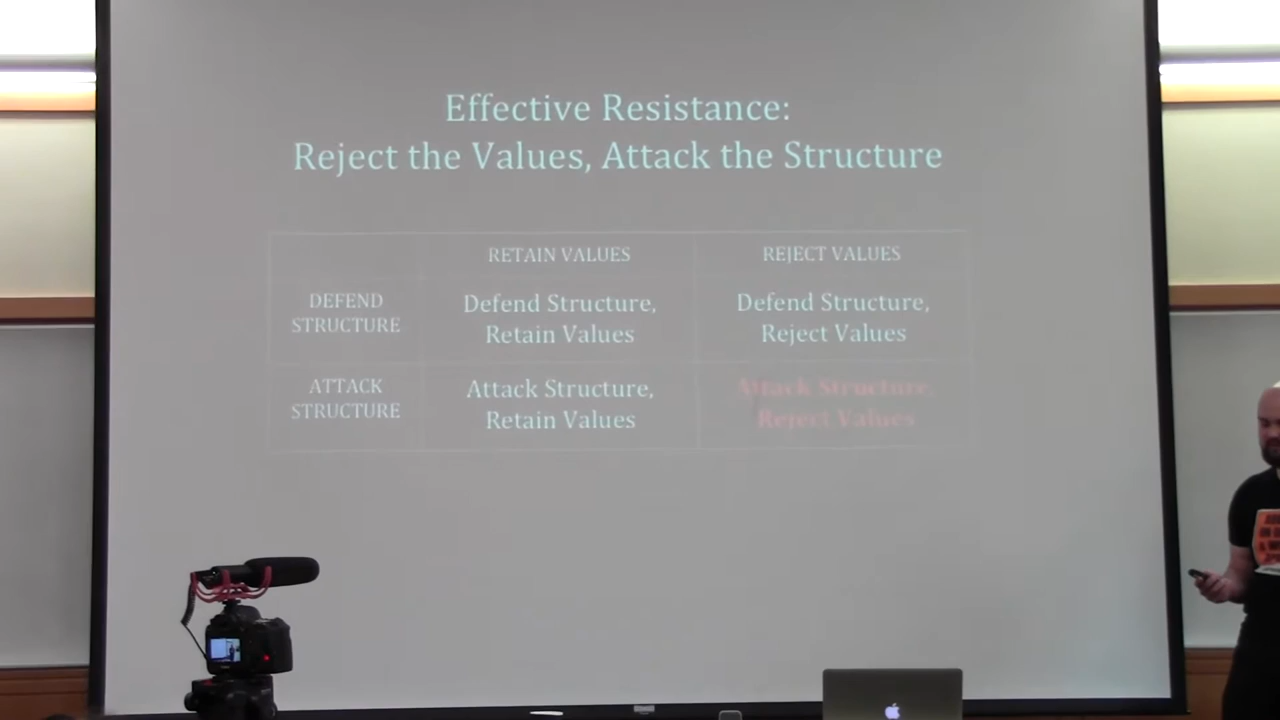 Effective Resistance:
Reject the Values, Attack the Structure
RETAIN VALUES
REJECT VALUES
DEFEND
STRUCTURE
Defend Structure,
Retain Values
Defend Structure,
Reject Values
ATTACK
STRUCTURE
Attack Structure,
Retain Values
Attack Structure,
Reject Values